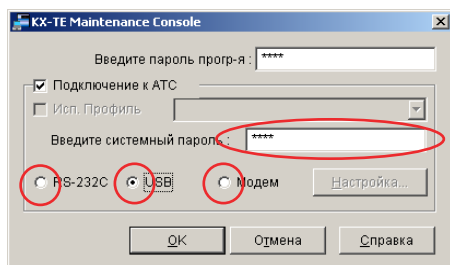 KX-TE Maintenance Console
Введите пароль прогр-я : ****
Подключение к АТС
Исп. Профиль
Введите системный пароль : ****
RS-232C USB Модем Настройка...
OK Отмена Справка